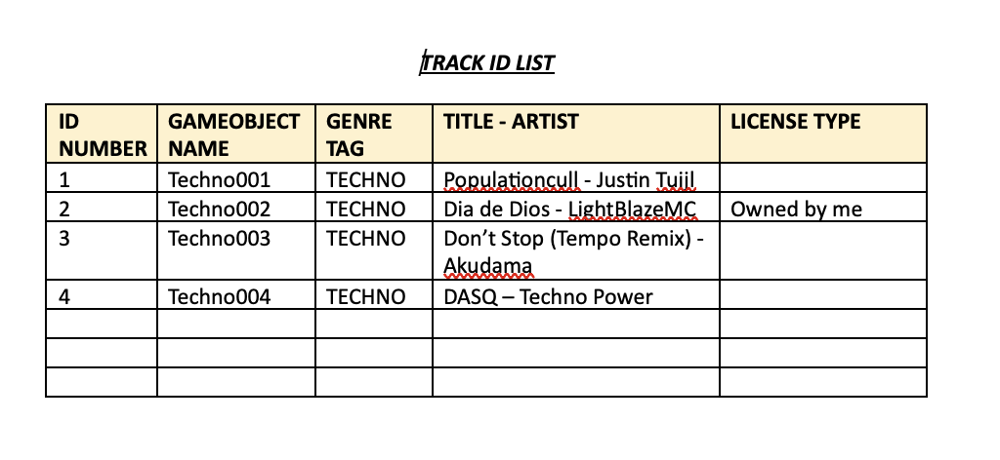 TRACK ID LIST
ID NUMBER GAMEOBJECT NAME GENRE TAG TITLE - ARTIST LICENSE TYPE
1 Techno001 TECHNO Populationcull - Justin Tuijl
2 Techno002 TECHNO Dia de Dios - LightBlazeMC Owned by me
3 Techno003 TECHNO Don’t Stop (Tempo Remix) -
Akudama
4 Techno004 TECHNO DASQ – Techno Power